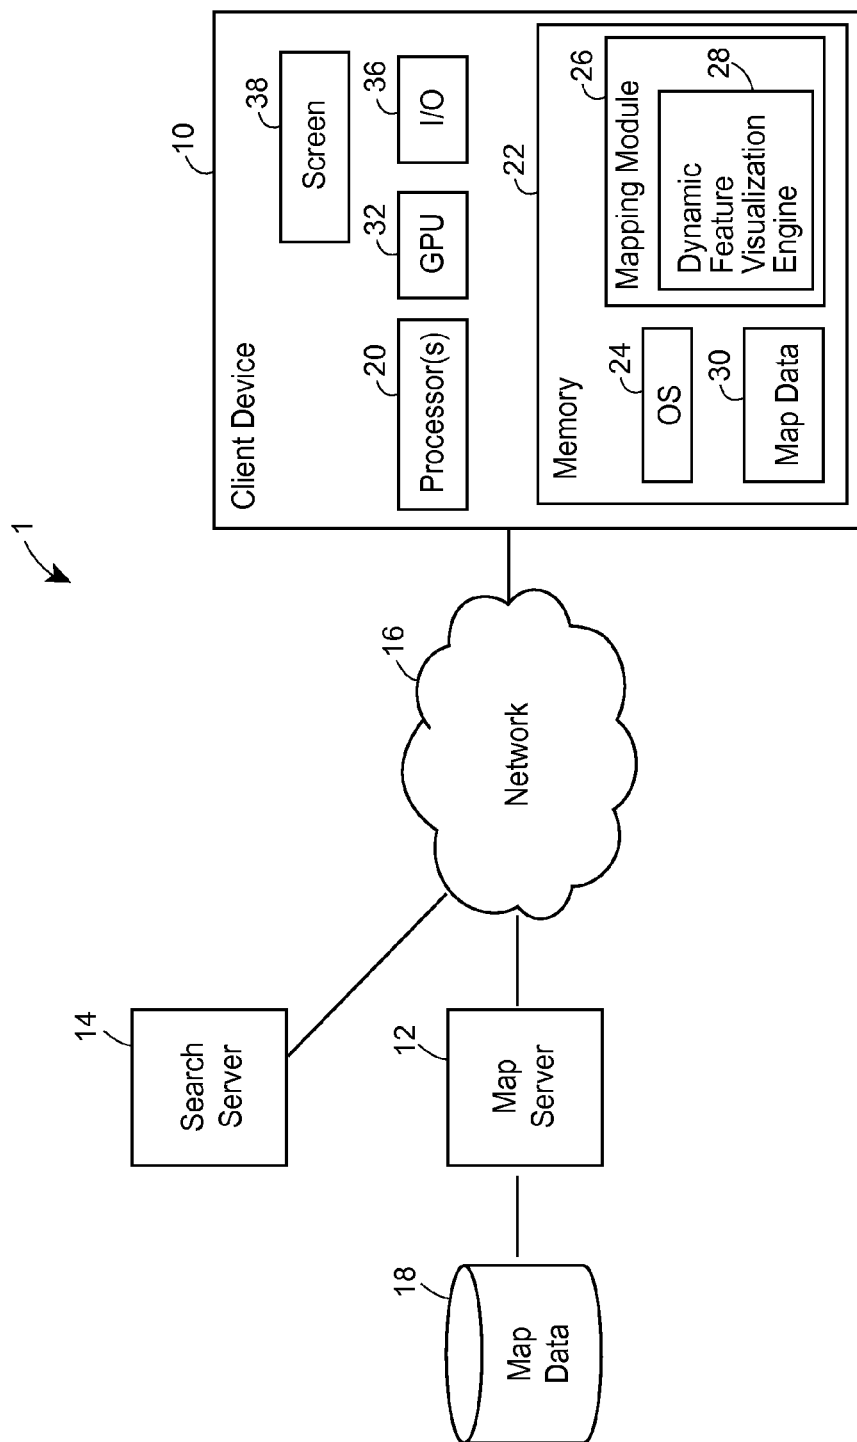 1
14
Search
Server
18
Map
Data
12
Map
Server
16
Network
10
Client Device
38
Screen
20
Processor(s)
32
GPU
36
I/O
22
Memory
24
OS
30
Map Data
26
Mapping Module
28
Dynamic
Feature
Visualization
Engine